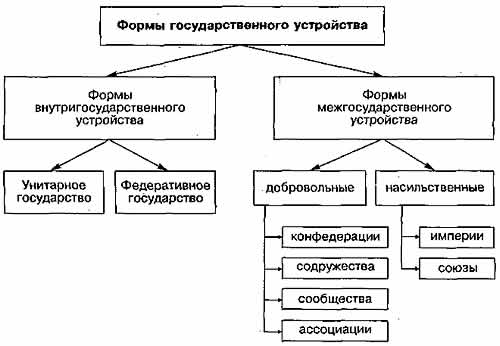 Формы государственного устройства
Формы
внутригосударственного
устройства
Формы
межгосударственного
устройства
Унитарное
государство
Федеративное
государство
добровольные
насильственные
конфедерации
содружества
сообщества
ассоциации
империи
союзы